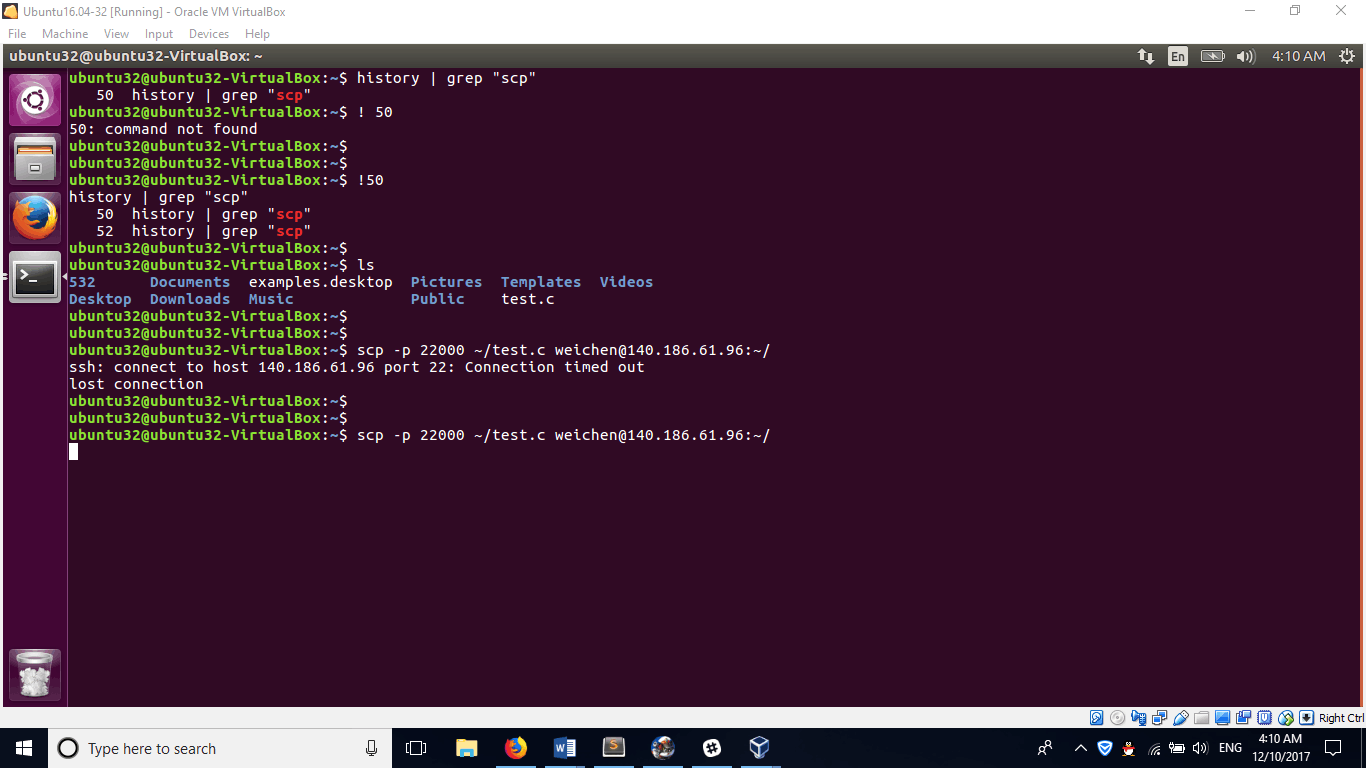 Ubuntu16.04-32 [Running] - Oracle VM VirtualBox
File Machine View Input Devices Help
ubuntu32@ubuntu32-VirtualBox: ~
En
4:10 AM
ubuntu32@ubuntu32-VirtualBox:~$ history | grep "scp"
   50  history | grep "scp"
ubuntu32@ubuntu32-VirtualBox:~$ ! 50
50: command not found
ubuntu32@ubuntu32-VirtualBox:~$
ubuntu32@ubuntu32-VirtualBox:~$
ubuntu32@ubuntu32-VirtualBox:~$ !50
history | grep "scp"
   50  history | grep "scp"
   52  history | grep "scp"
ubuntu32@ubuntu32-VirtualBox:~$
ubuntu32@ubuntu32-VirtualBox:~$ ls
532      Documents  examples.desktop  Pictures  Templates  Videos
Desktop  Downloads  Music             Public    test.c
ubuntu32@ubuntu32-VirtualBox:~$
ubuntu32@ubuntu32-VirtualBox:~$
ubuntu32@ubuntu32-VirtualBox:~$ scp -p 22000 ~/test.c weichen@140.186.61.96:~/
ssh: connect to host 140.186.61.96 port 22: Connection timed out
lost connection
ubuntu32@ubuntu32-VirtualBox:~$
ubuntu32@ubuntu32-VirtualBox:~$
ubuntu32@ubuntu32-VirtualBox:~$ scp -p 22000 ~/test.c weichen@140.186.61.96:~/
Right Ctrl
Type here to search
ENG
4:10 AM
12/10/2017